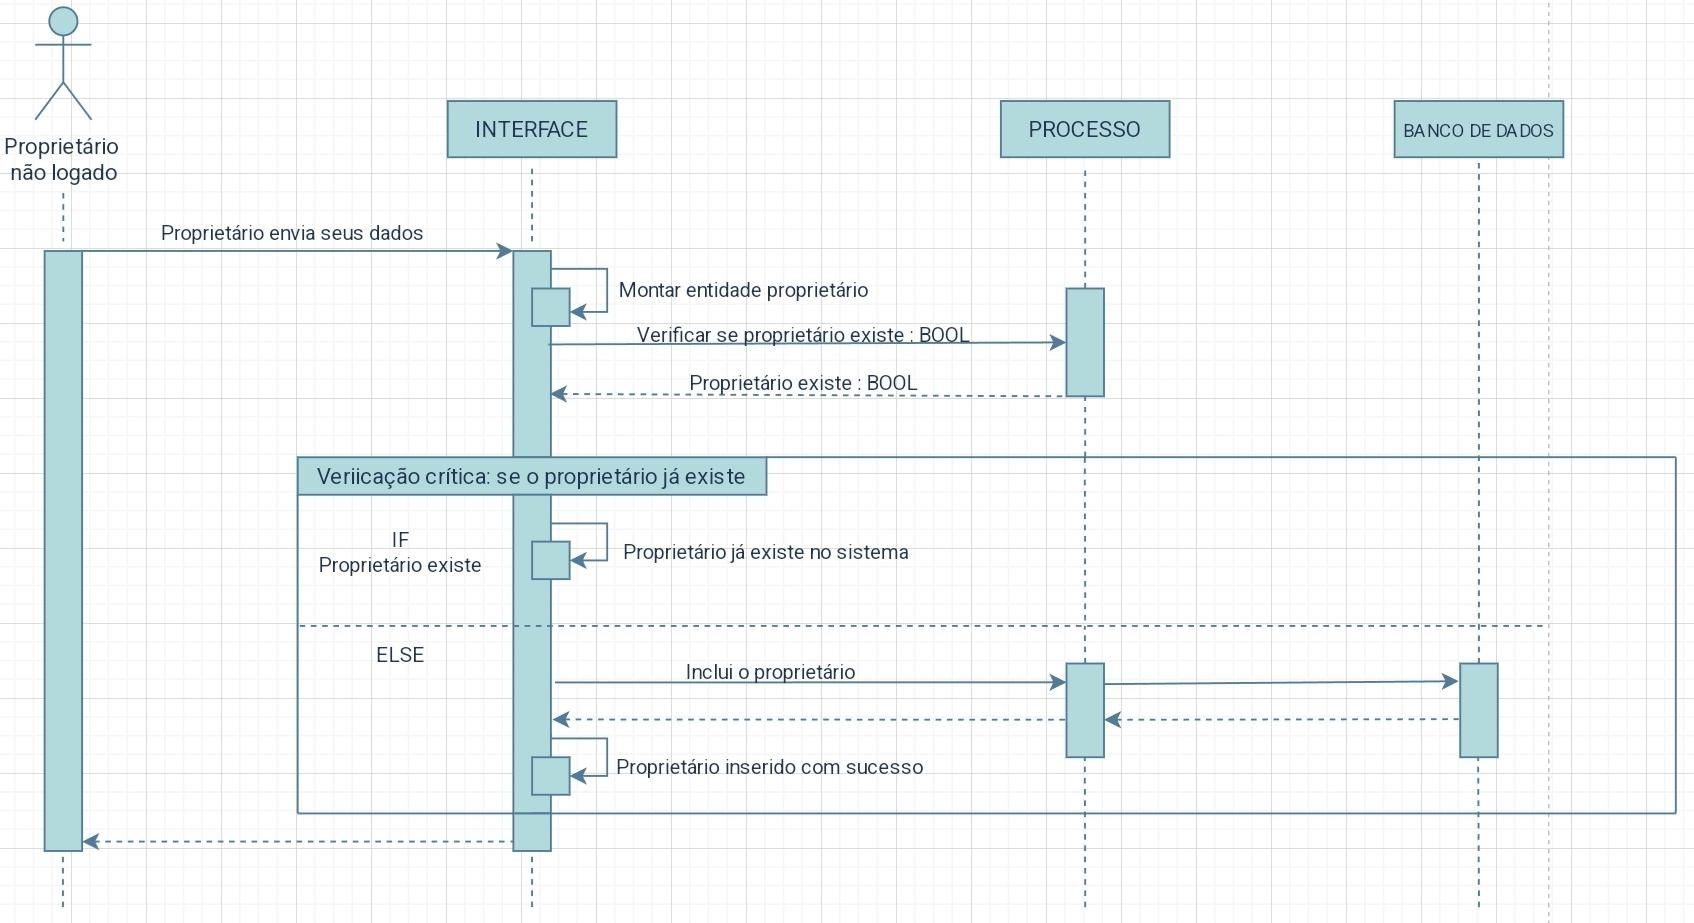 Proprietário
não logado
INTERFACE
PROCESSO
BANCO DE DADOS
Proprietário envia seus dados
Montar entidade proprietário
Verificar se proprietário existe : BOOL
Proprietário existe : BOOL
Veriicação crítica: se o proprietário já existe
IF
Proprietário existe
Proprietário já existe no sistema
ELSE
Inclui o proprietário
Proprietário inserido com sucesso